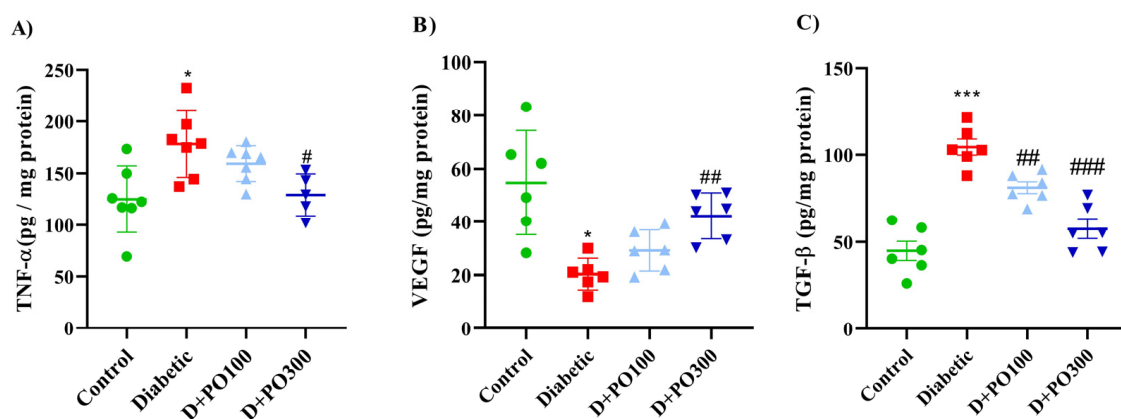 A)
TNF-α(pg / mg protein)
250
200
150
100
50
0
*
#
Control
Diabetic
D+PO100
D+PO300
B)
VEGF (pg/mg protein)
100
80
60
40
20
0
*
##
Control
Diabetic
D+PO100
D+PO300
C)
TGF-β (pg/mg protein)
150
100
50
0
***
##
###
Control
Diabetic
D+PO100
D+PO300